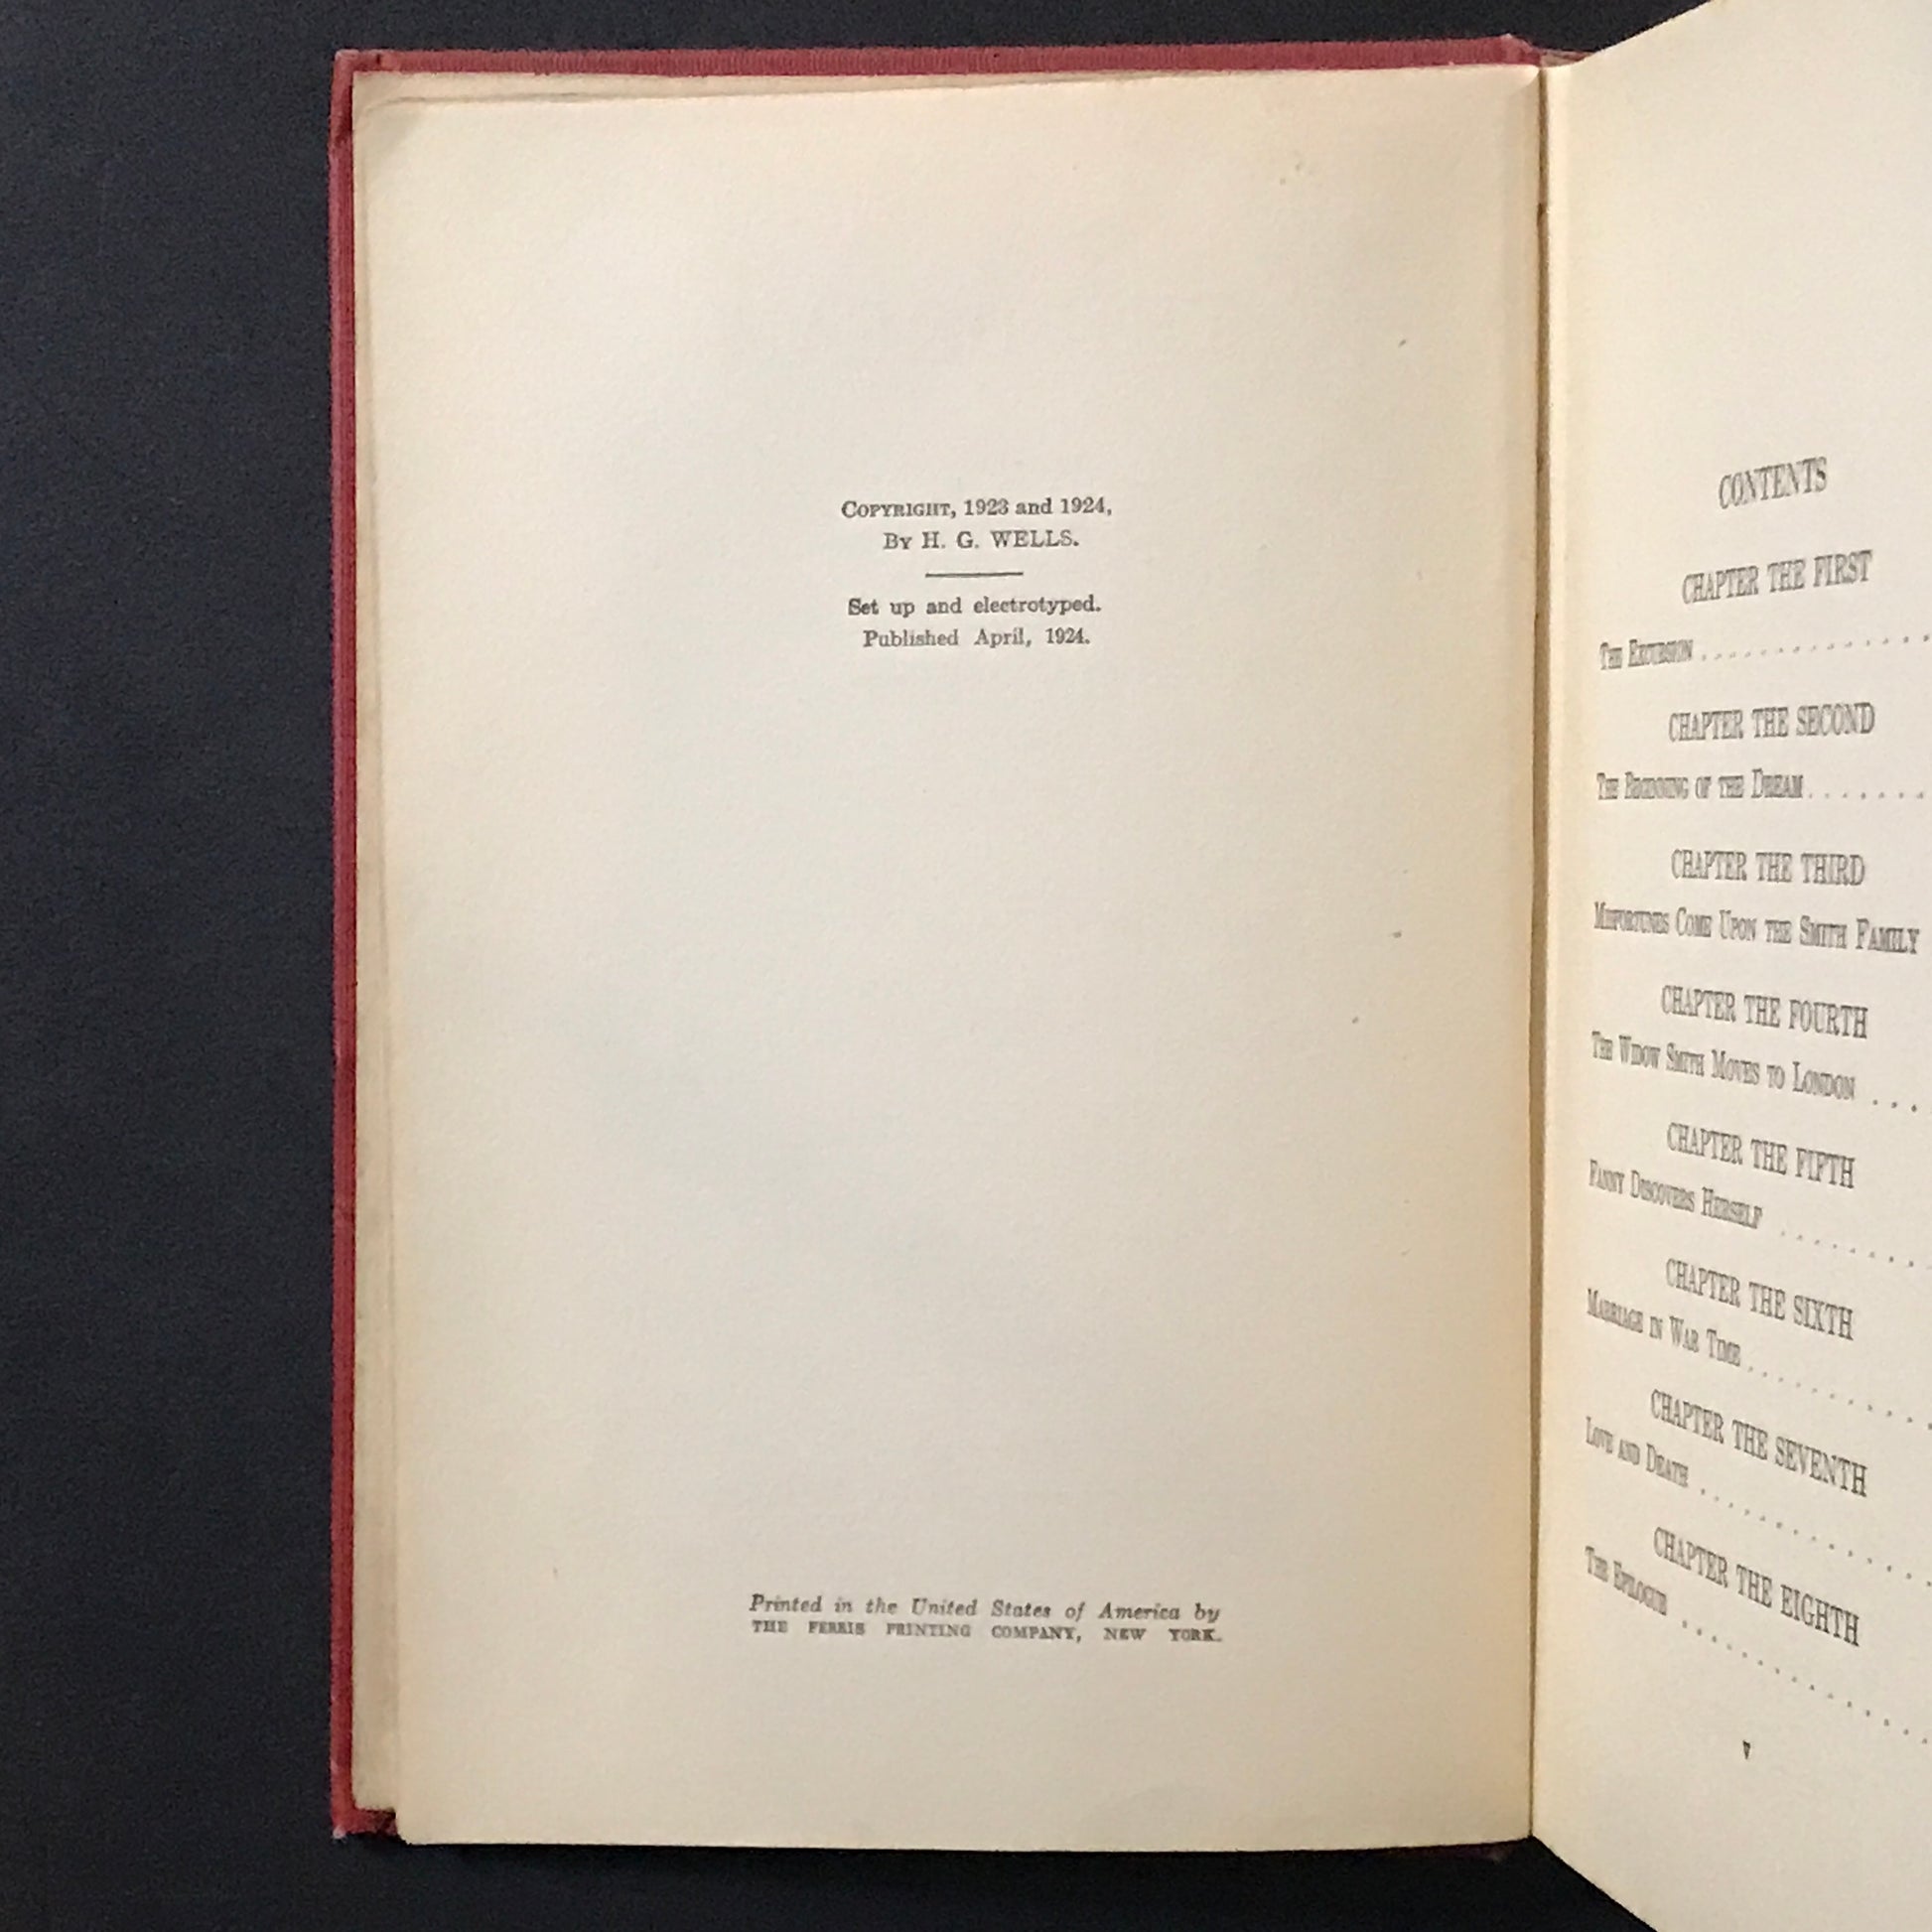 COPYRIGHT, 1923 and 1924,
BY H. G. WELLS.
Set up and electrotyped.
Published April, 1924.
Printed in the United States of America by
THE FERRIS PRINTING COMPANY, NEW YORK.
CONTENTS
CHAPTER THE FIRST
THE EXCURSION . . . . . . . . . . . . .
CHAPTER THE SECOND
THE BEGINNING OF THE DREAM . . . . . . .
CHAPTER THE THIRD
MISFORTUNES COME UPON THE SMITH FAMILY
CHAPTER THE FOURTH
THE WIDOW SMITH MOVES TO LONDON . . .
CHAPTER THE FIFTH
FANNY DISCOVERS HERSELF . . . . . . . . . .
CHAPTER THE SIXTH
MARRIAGE IN WAR TIME . . . . . . . . . . .
CHAPTER THE SEVENTH
LOVE AND DEATH . . . . . . . . . . . . .
CHAPTER THE EIGHTH
THE EPILOGUE . . . . . . . . . . . . . .
v